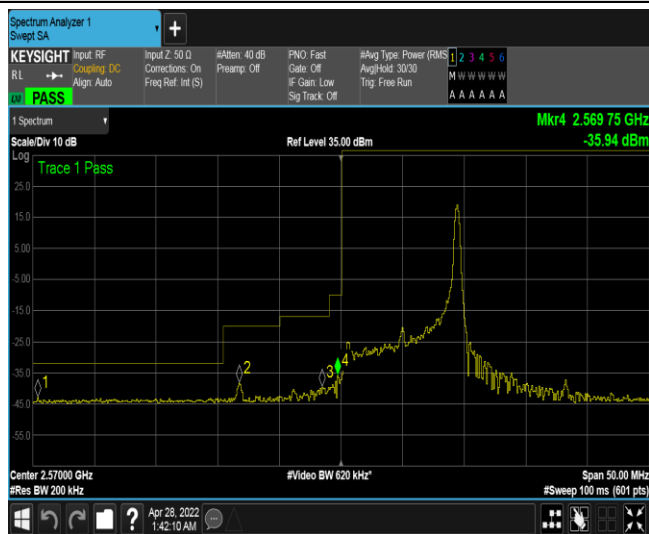 Spectrum Analyzer 1
Swept SA
+
KEYSIGHT
RL
PASS
Input: RF
Coupling: DC
Align: Auto
Input Z: 50 Ω
Corrections: On
Freq Ref: Int (S)
#Atten: 40 dB
Preamp: Off
PNO: Fast
Gate: Off
IF Gain: Low
Sig Track: Off
#Avg Type: Power (RMS
Avg|Hold: 30/30
Trig: Free Run
1 2 3 4 5 6
M W W W W W
A A A A A A
1 Spectrum
Mkr4 2.569 75 GHz
-35.94 dBm
Scale/Div 10 dB
Ref Level 35.00 dBm
Log
Trace 1 Pass
25.0
15.0
5.00
-5.00
-15.0
-25.0
-35.0
-45.0
-55.0
1
2
3
4
Center 2.57000 GHz
#Video BW 620 kHz*
Span 50.00 MHz
#Res BW 200 kHz
#Sweep 100 ms (601 pts)
?
Apr 28, 2022
1:42:10 AM